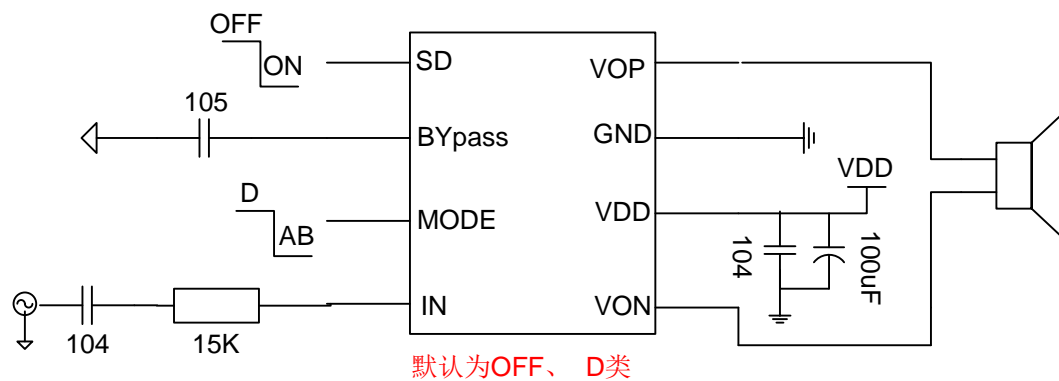 OFF
ON
SD
VOP
105
BYpass
GND
VDD
D
AB
MODE
VDD
104
100uF
IN
VON
104
15K
默认为OFF、 D类